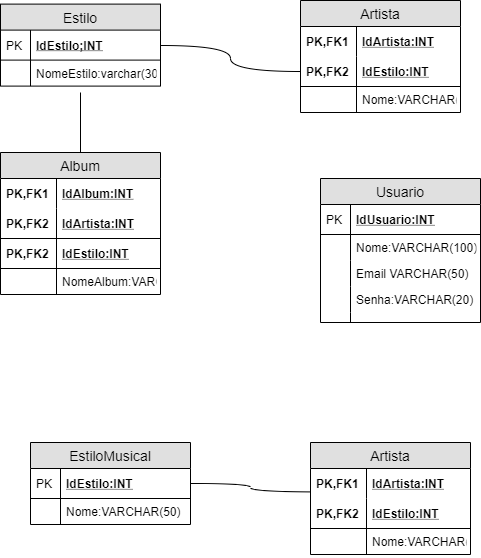 Estilo
PK IdEstilo;INT
NomeEstilo:varchar(30
Artista
PK,FK1 IdArtista:INT
PK,FK2 IdEstilo:INT
Nome:VARCHAR(
Album
PK,FK1 IdAlbum:INT
PK,FK2 IdArtista:INT
PK,FK2 IdEstilo:INT
NomeAlbum:VAR(
Usuario
PK IdUsuario:INT
Nome:VARCHAR(100)
Email VARCHAR(50)
Senha:VARCHAR(20)
EstiloMusical
PK IdEstilo:INT
Nome:VARCHAR(50)
Artista
PK,FK1 IdArtista:INT
PK,FK2 IdEstilo:INT
Nome:VARCHAR(